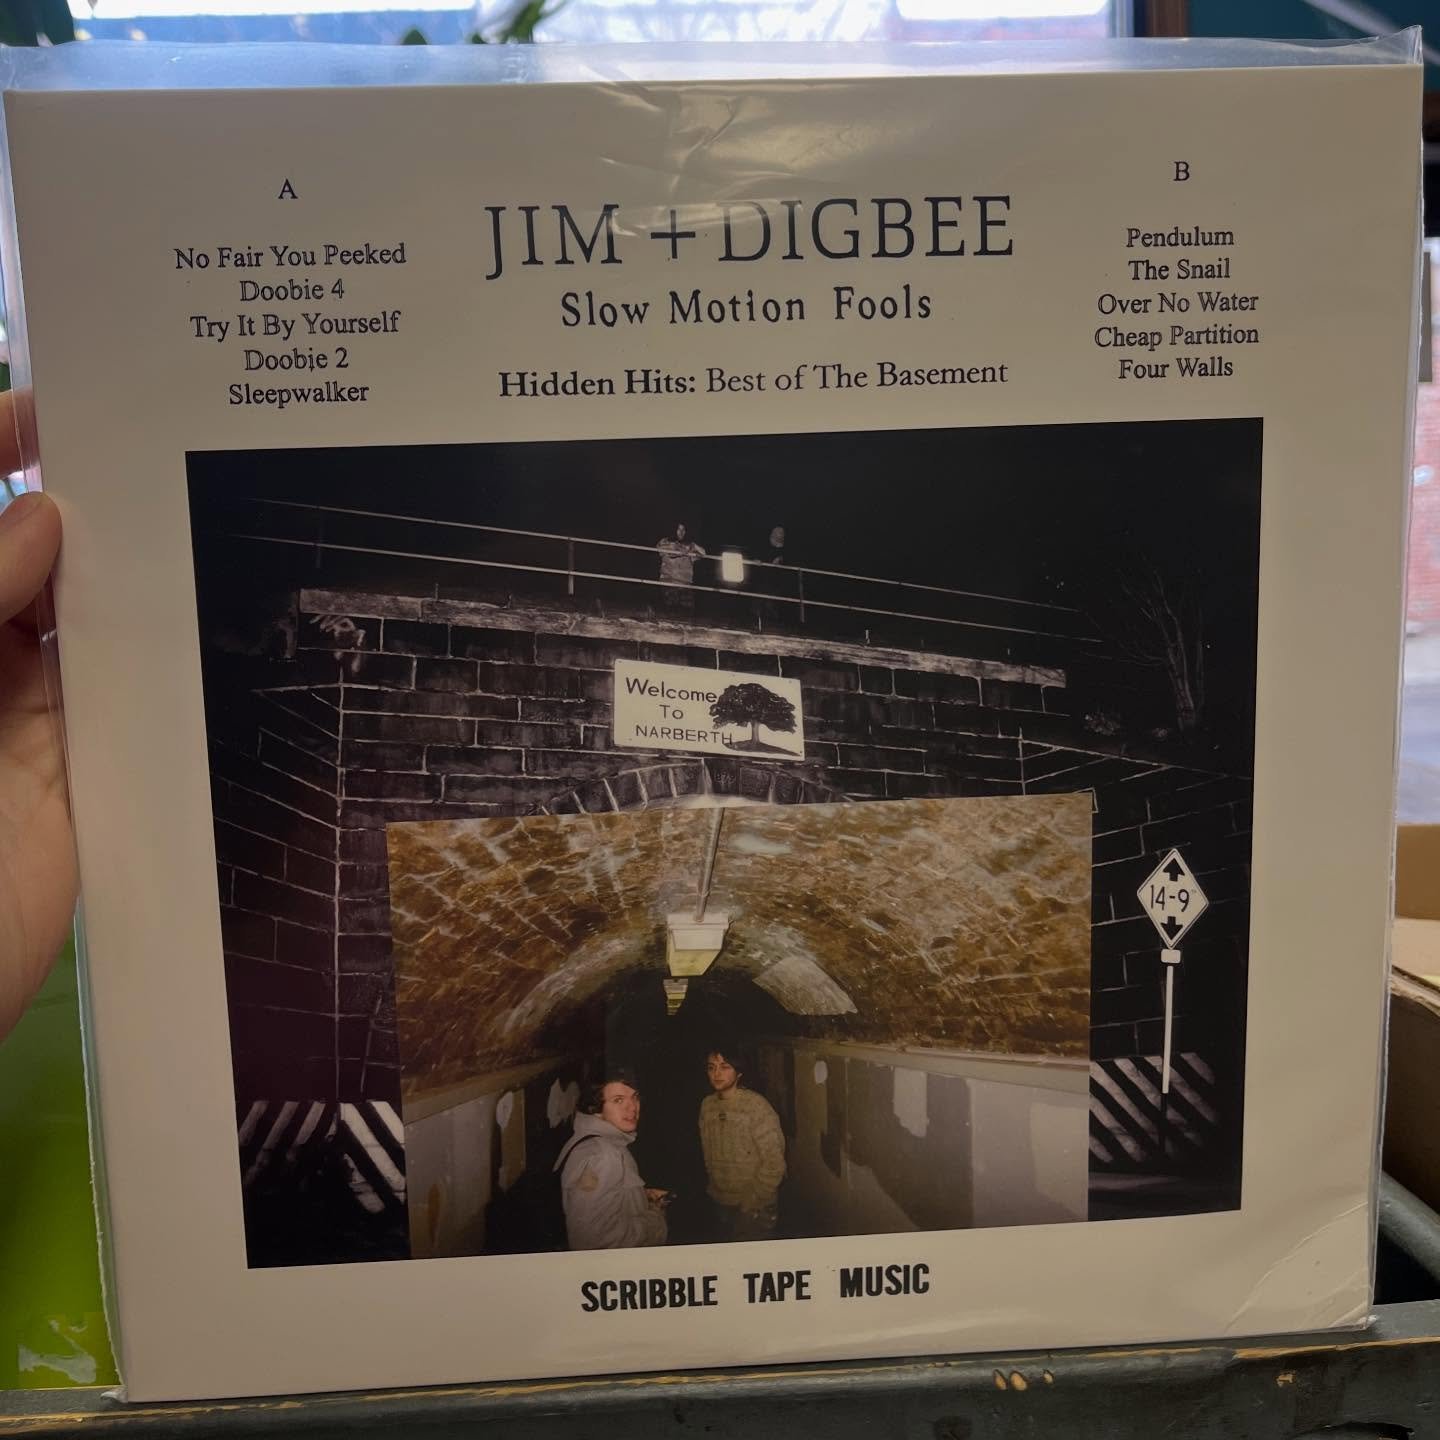 A
No Fair You Peeked
Doobie 4
Try It By Yourself
Doobie 2
Sleepwalker
JIM + DIGBEE
Slow Motion Fools
Hidden Hits: Best of The Basement
B
Pendulum
The Snail
Over No Water
Cheap Partition
Four Walls
Welcome
To
NARBERTH
14-9"
SCRIBBLE TAPE MUSIC